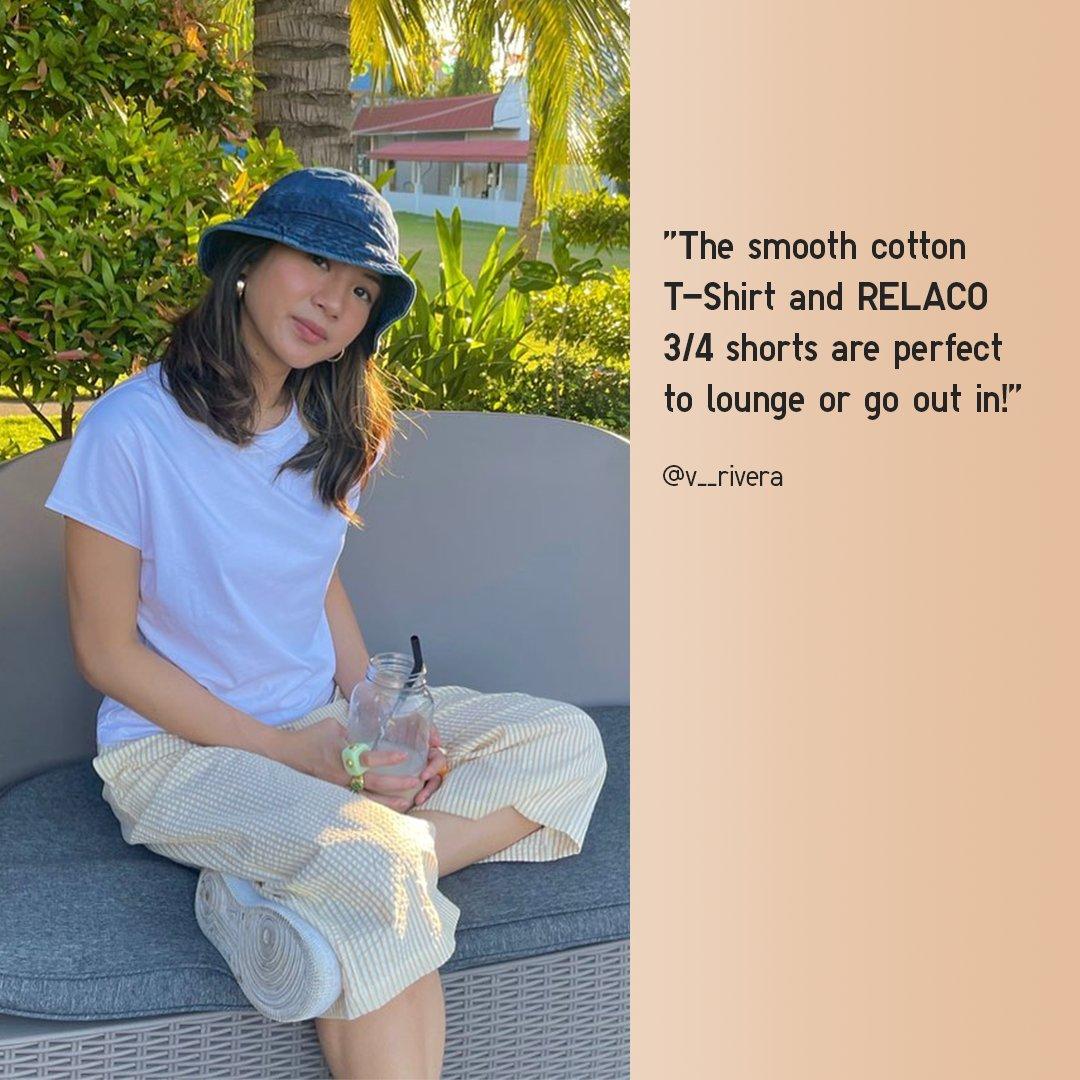 "The smooth cotton
T-Shirt and RELACO
3/4 shorts are perfect
to lounge or go out in!"
@v__rivera